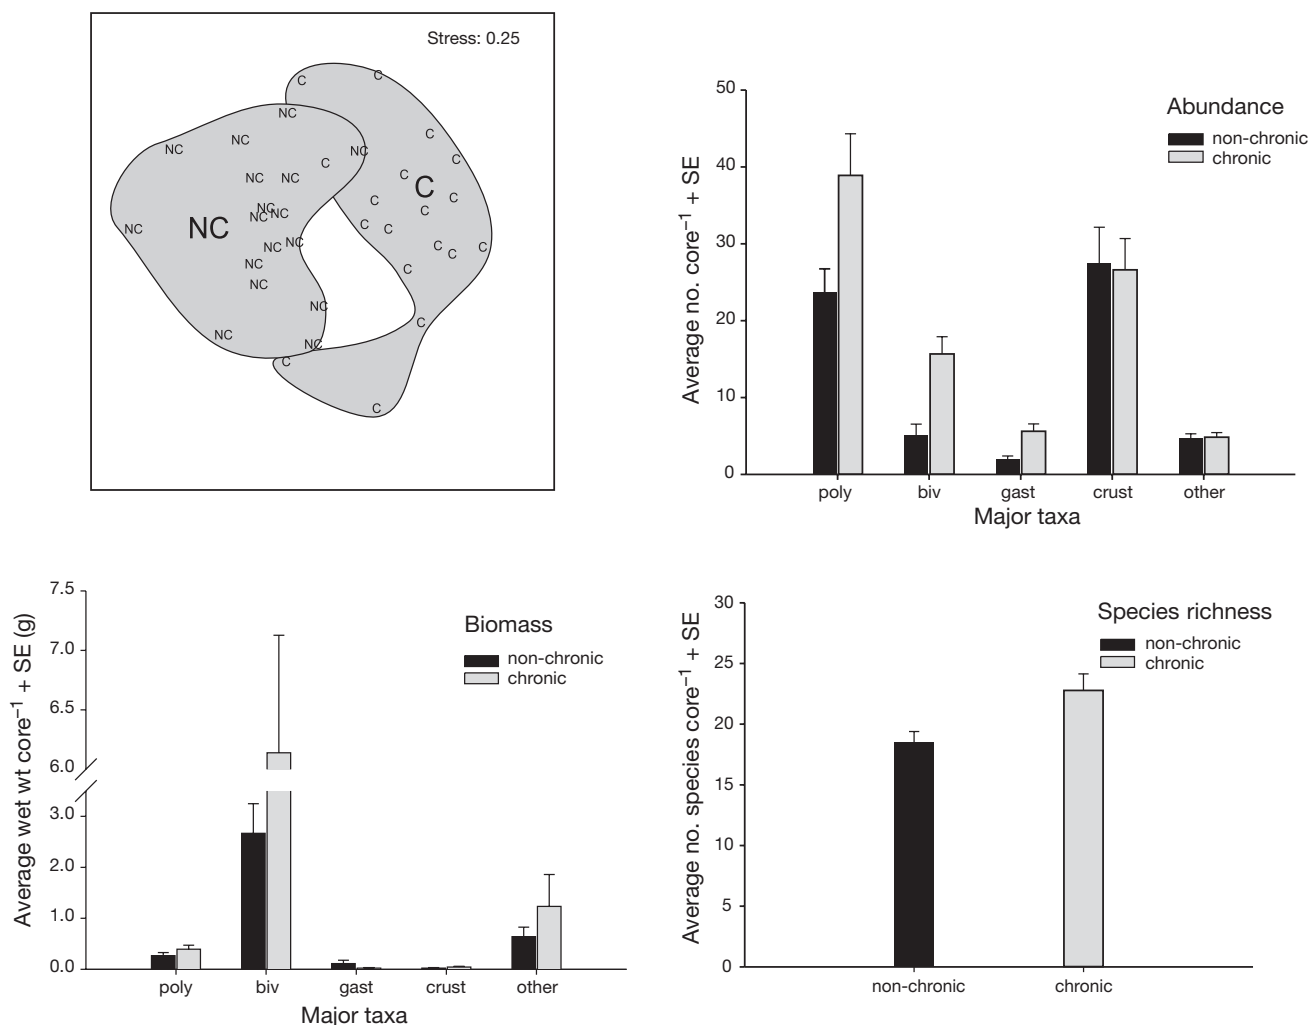 Stress: 0.25
C
C
NC
C
NC
NC
NC
C
C
NC
NC
C
C
C
C
NC
NC
NC
C
NC
C
C
NC
NC
NC
C
C
C
NC
C
NC
NC
C
C
NC
NC
C
C
50
40
30
20
10
0
Average no. core⁻¹ + SE
Abundance
non-chronic
chronic
poly biv gast crust other
Major taxa
7.5
7.0
6.5
6.0
3.0
2.0
1.0
0.0
Average wet wt core⁻¹ + SE (g)
Biomass
non-chronic
chronic
poly biv gast crust other
Major taxa
30
25
20
15
10
5
0
Average no. species core⁻¹ + SE
Species richness
non-chronic
chronic
non-chronic chronic